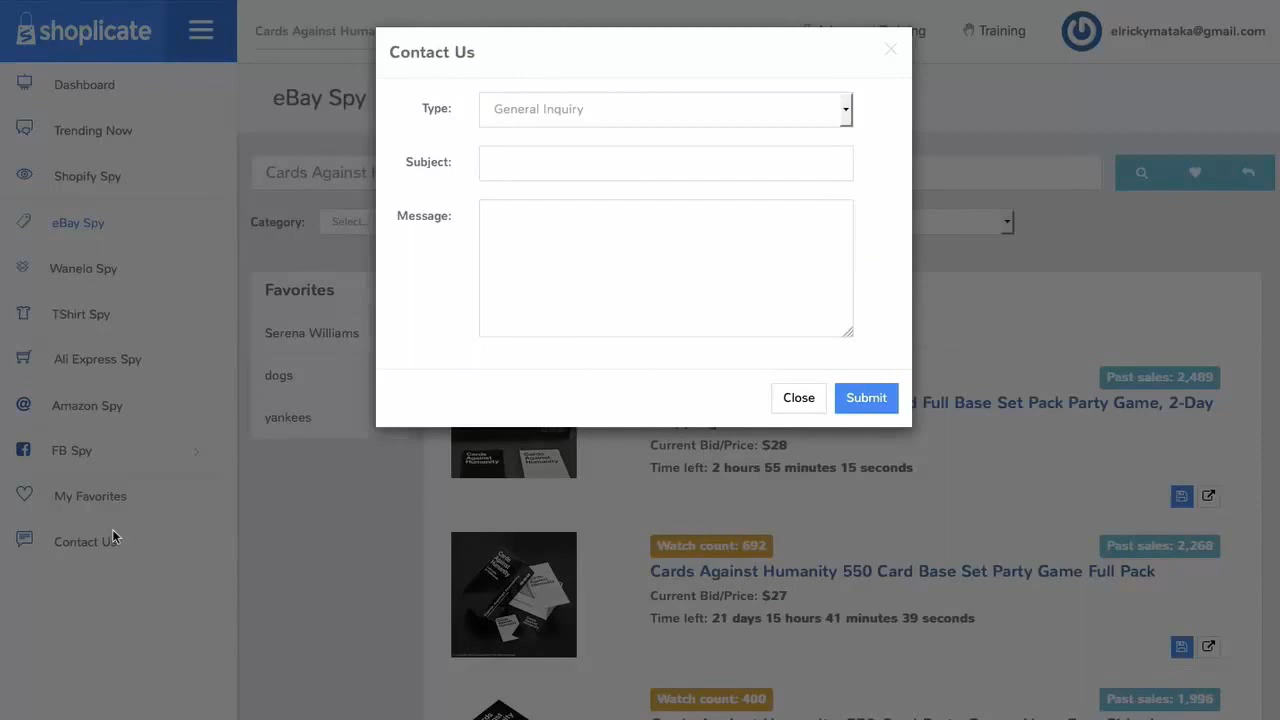 shoplicate
Cards Against Huma
Training
elrickymataka@gmail.com
Dashboard
Trending Now
Shopify Spy
eBay Spy
Wanelo Spy
TShirt Spy
Ali Express Spy
Amazon Spy
FB Spy
My Favorites
Contact Us
eBay Spy
Cards Against
Category:
Select...
Favorites
Serena Williams
dogs
yankees
Contact Us
Type:
General Inquiry
Subject:
Message:
Close
Submit
Past sales: 2,489
Full Base Set Pack Party Game, 2-Day
Current Bid/Price: $28
Time left: 2 hours 55 minutes 15 seconds
Cards Against Humanity
Watch count: 692
Past sales: 2,268
Cards Against Humanity 550 Card Base Set Party Game Full Pack
Current Bid/Price: $27
Time left: 21 days 15 hours 41 minutes 39 seconds
Watch count: 400
Past sales: 1,996